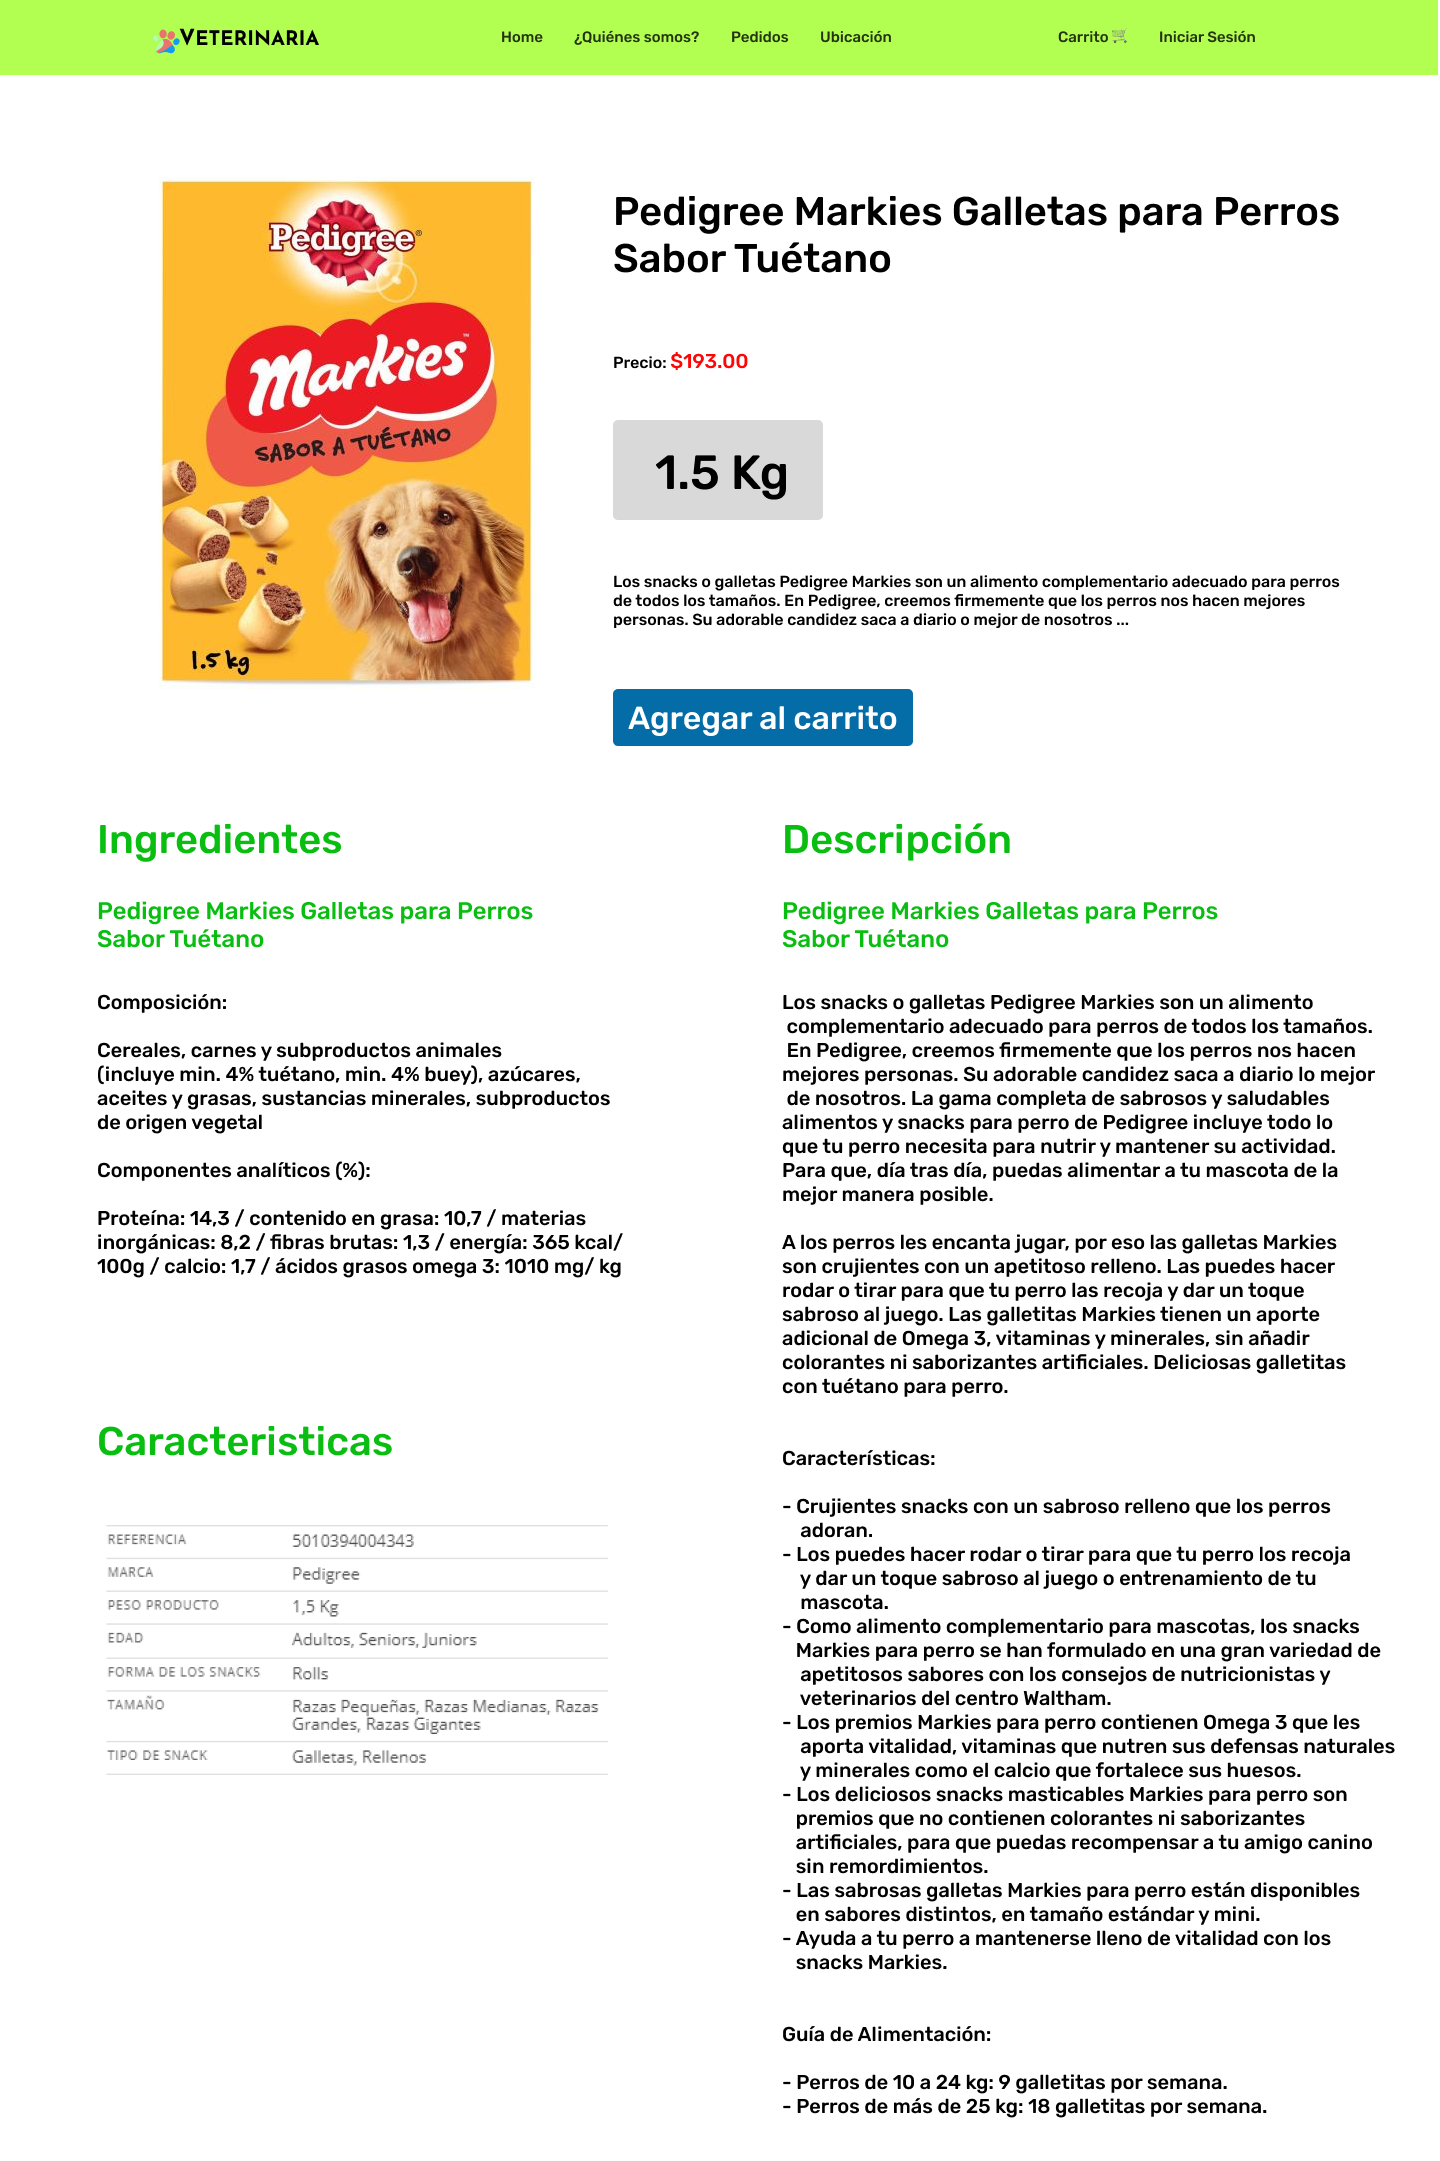 VETERINARIA
Home
¿Quiénes somos?
Pedidos
Ubicación
Carrito
Iniciar Sesión
Pedigree®
Markies™
SABOR A TUÉTANO
1.5 kg
Pedigree Markies Galletas para Perros
Sabor Tuétano
Precio: $193.00
1.5 Kg
Los snacks o galletas Pedigree Markies son un alimento complementario adecuado para perros
de todos los tamaños. En Pedigree, creemos firmemente que los perros nos hacen mejores
personas. Su adorable candidez saca a diario o mejor de nosotros ...
Agregar al carrito
Ingredientes
Pedigree Markies Galletas para Perros
Sabor Tuétano
Composición:
Cereales, carnes y subproductos animales
(incluye min. 4% tuétano, min. 4% buey), azúcares,
aceites y grasas, sustancias minerales, subproductos
de origen vegetal
Componentes analíticos (%):
Proteína: 14,3 / contenido en grasa: 10,7 / materias
inorgánicas: 8,2 / fibras brutas: 1,3 / energía: 365 kcal/
100g / calcio: 1,7 / ácidos grasos omega 3: 1010 mg/ kg
Caracteristicas
REFERENCIA 5010394004343
MARCA Pedigree
PESO PRODUCTO 1,5 Kg
EDAD Adultos, Seniors, Juniors
FORMA DE LOS SNACKS Rolls
TAMAÑO Razas Pequeñas, Razas Medianas, Razas
Grandes, Razas Gigantes
TIPO DE SNACK Galletas, Rellenos
Descripción
Pedigree Markies Galletas para Perros
Sabor Tuétano
Los snacks o galletas Pedigree Markies son un alimento
complementario adecuado para perros de todos los tamaños.
En Pedigree, creemos firmemente que los perros nos hacen
mejores personas. Su adorable candidez saca a diario lo mejor
de nosotros. La gama completa de sabrosos y saludables
alimentos y snacks para perro de Pedigree incluye todo lo
que tu perro necesita para nutrir y mantener su actividad.
Para que, día tras día, puedas alimentar a tu mascota de la
mejor manera posible.
A los perros les encanta jugar, por eso las galletas Markies
son crujientes con un apetitoso relleno. Las puedes hacer
rodar o tirar para que tu perro las recoja y dar un toque
sabroso al juego. Las galletitas Markies tienen un aporte
adicional de Omega 3, vitaminas y minerales, sin añadir
colorantes ni saborizantes artificiales. Deliciosas galletitas
con tuétano para perro.
Características:
- Crujientes snacks con un sabroso relleno que los perros
adoran.
- Los puedes hacer rodar o tirar para que tu perro los recoja
y dar un toque sabroso al juego o entrenamiento de tu
mascota.
- Como alimento complementario para mascotas, los snacks
Markies para perro se han formulado en una gran variedad de
apetitosos sabores con los consejos de nutricionistas y
veterinarios del centro Waltham.
- Los premios Markies para perro contienen Omega 3 que les
aporta vitalidad, vitaminas que nutren sus defensas naturales
y minerales como el calcio que fortalece sus huesos.
- Los deliciosos snacks masticables Markies para perro son
premios que no contienen colorantes ni saborizantes
artificiales, para que puedas recompensar a tu amigo canino
sin remordimientos.
- Las sabrosas galletas Markies para perro están disponibles
en sabores distintos, en tamaño estándar y mini.
- Ayuda a tu perro a mantenerse lleno de vitalidad con los
snacks Markies.
Guía de Alimentación:
- Perros de 10 a 24 kg: 9 galletitas por semana.
- Perros de más de 25 kg: 18 galletitas por semana.